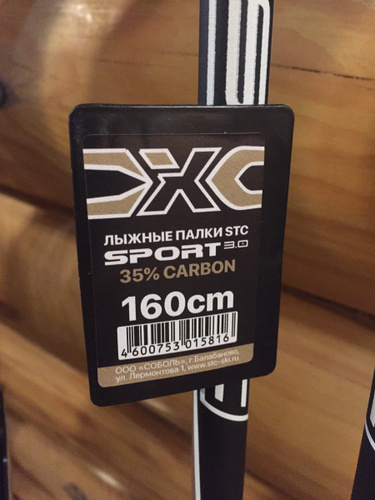 XC
ЛЫЖНЫЕ ПАЛКИ STC
SPORT 3.0
35% CARBON
160cm
4 600753 015816
ООО «СОБОЛЬ», г.Балабаново,
ул. Лермонтова 1, www.stc-ski.ru